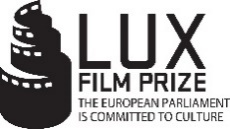 LUX
FILM PRIZE
THE EUROPEAN PARLIAMENT
IS COMMITTED TO CULTURE